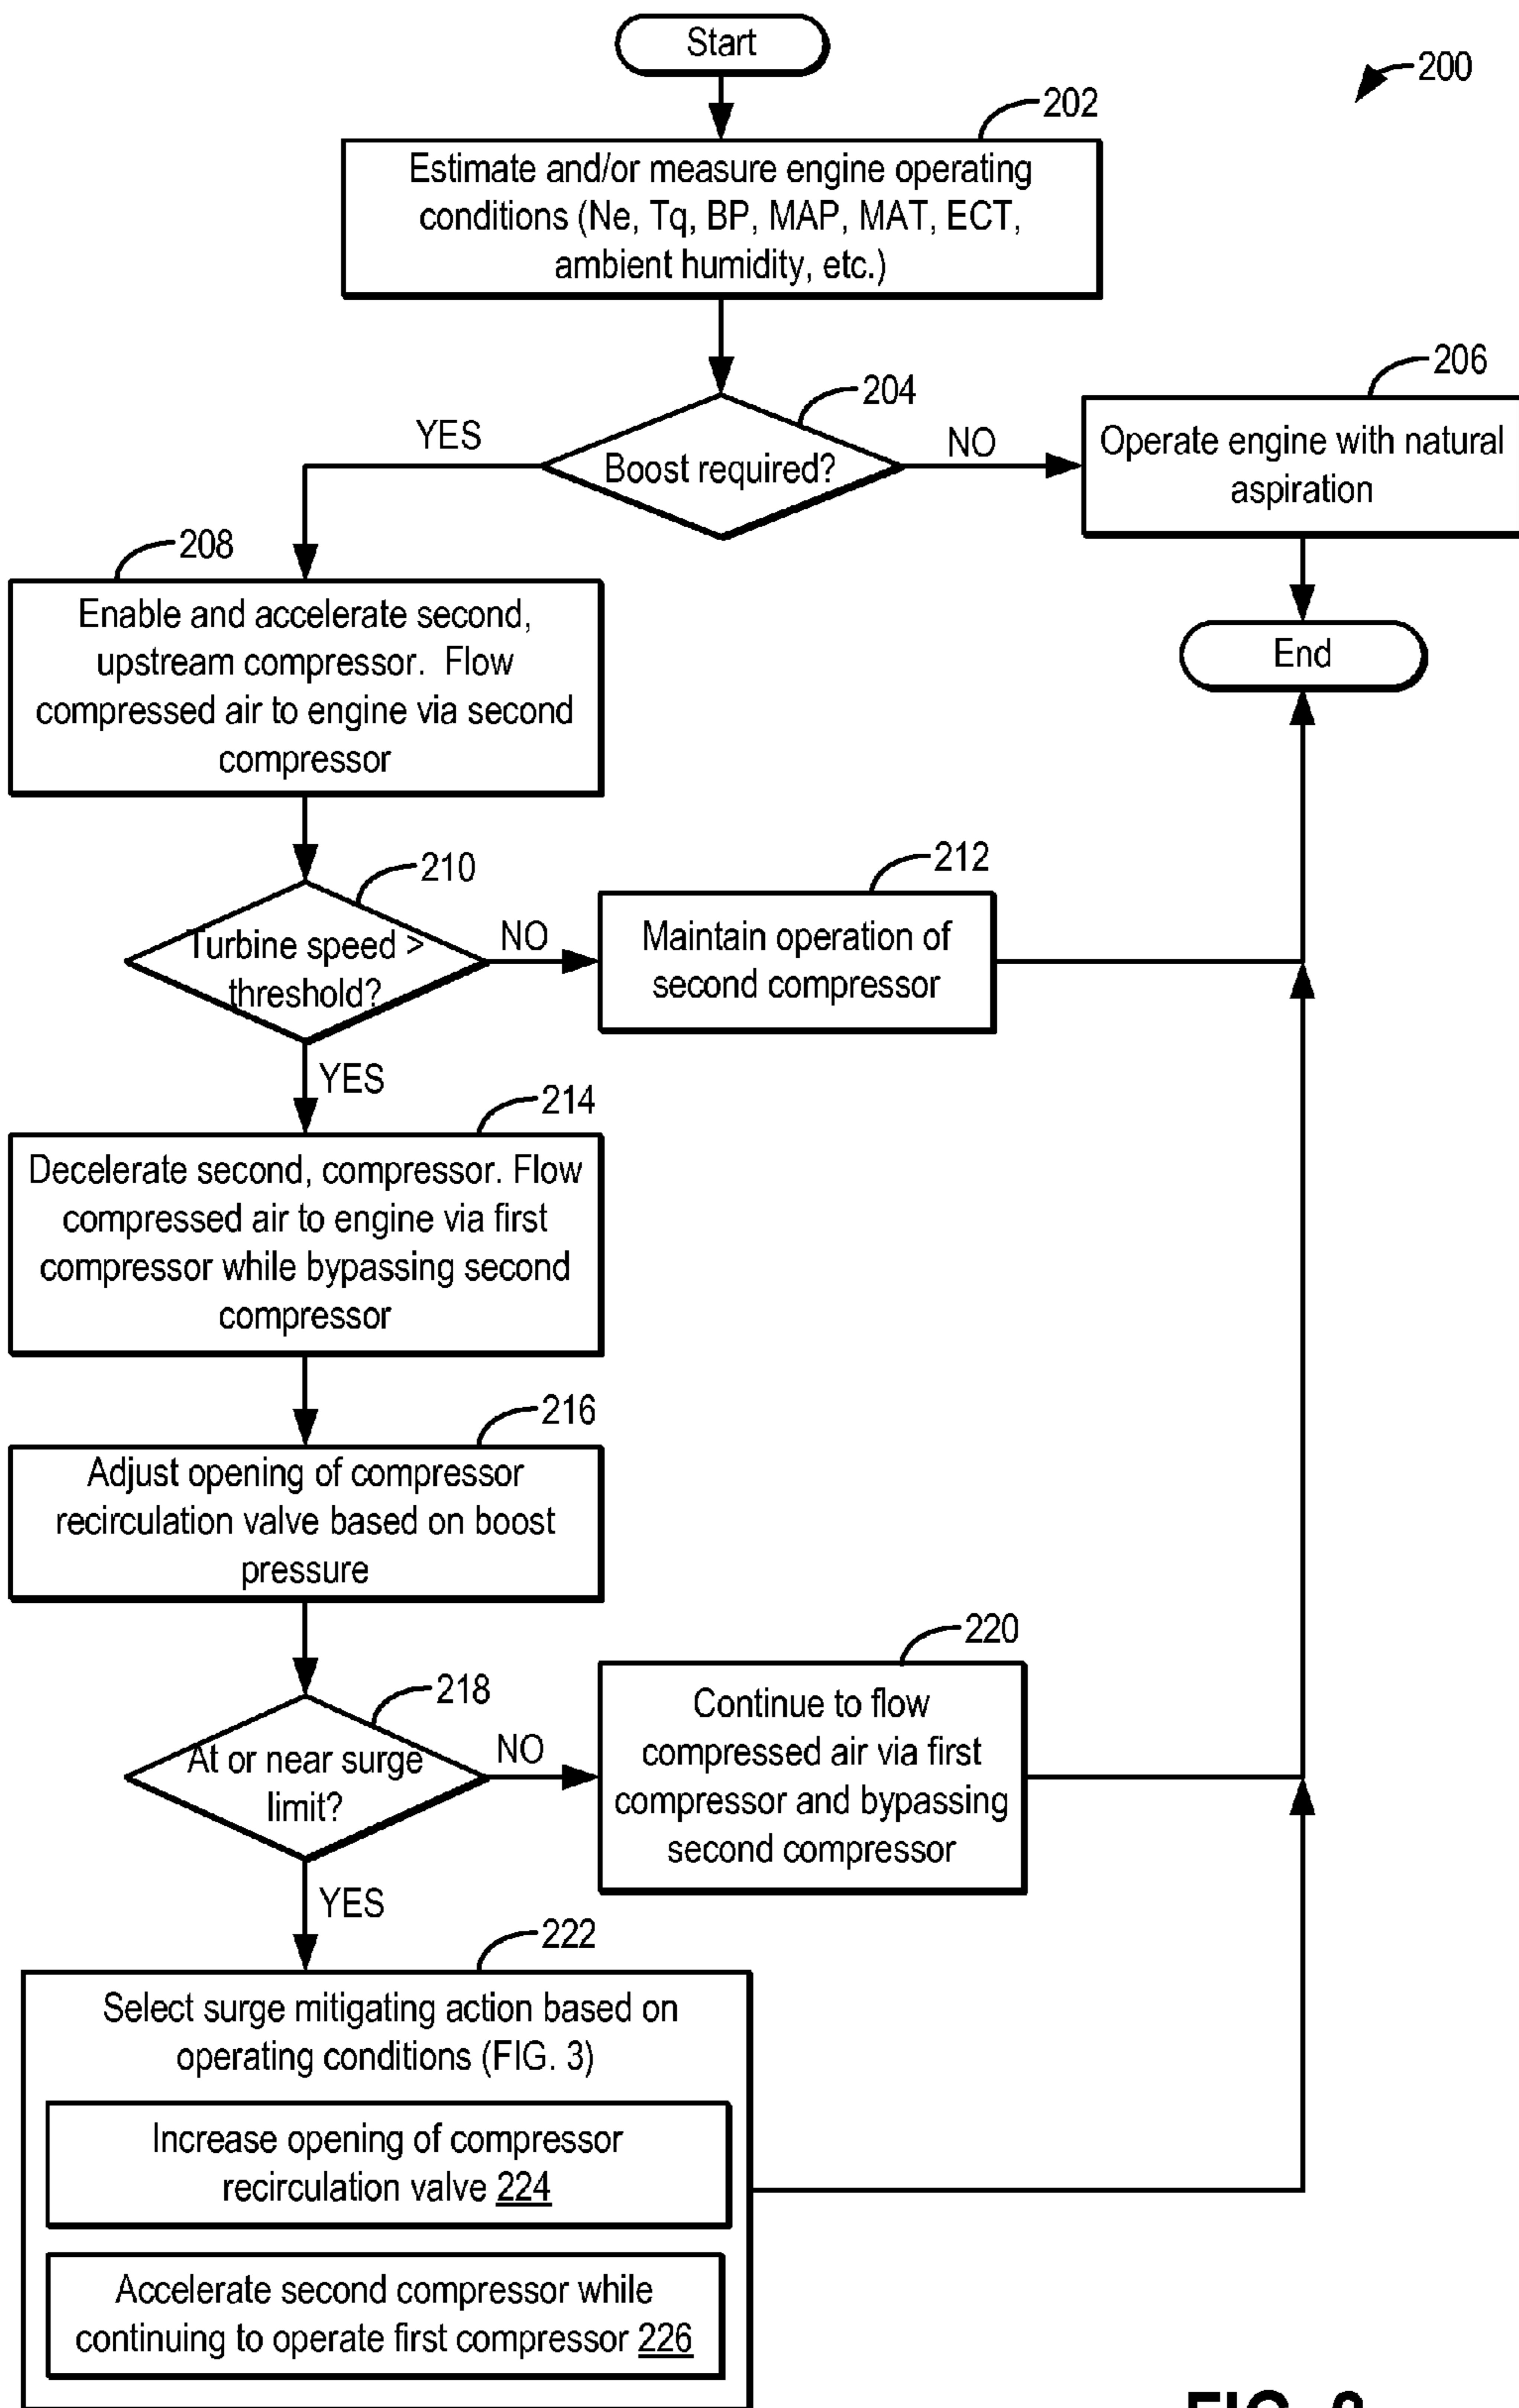 Start
200
202
Estimate and/or measure engine operating
conditions (Ne, Tq, BP, MAP, MAT, ECT,
ambient humidity, etc.)
204
206
YES
Boost required?
NO
Operate engine with natural
aspiration
End
208
Enable and accelerate second,
upstream compressor. Flow
compressed air to engine via second
compressor
210
Turbine speed >
threshold?
NO
YES
212
Maintain operation of
second compressor
214
Decelerate second, compressor. Flow
compressed air to engine via first
compressor while bypassing second
compressor
216
Adjust opening of compressor
recirculation valve based on boost
pressure
218
At or near surge
limit?
NO
YES
220
Continue to flow
compressed air via first
compressor and bypassing
second compressor
222
Select surge mitigating action based on
operating conditions (FIG. 3)
Increase opening of compressor
recirculation valve 224
Accelerate second compressor while
continuing to operate first compressor 226
FIG.